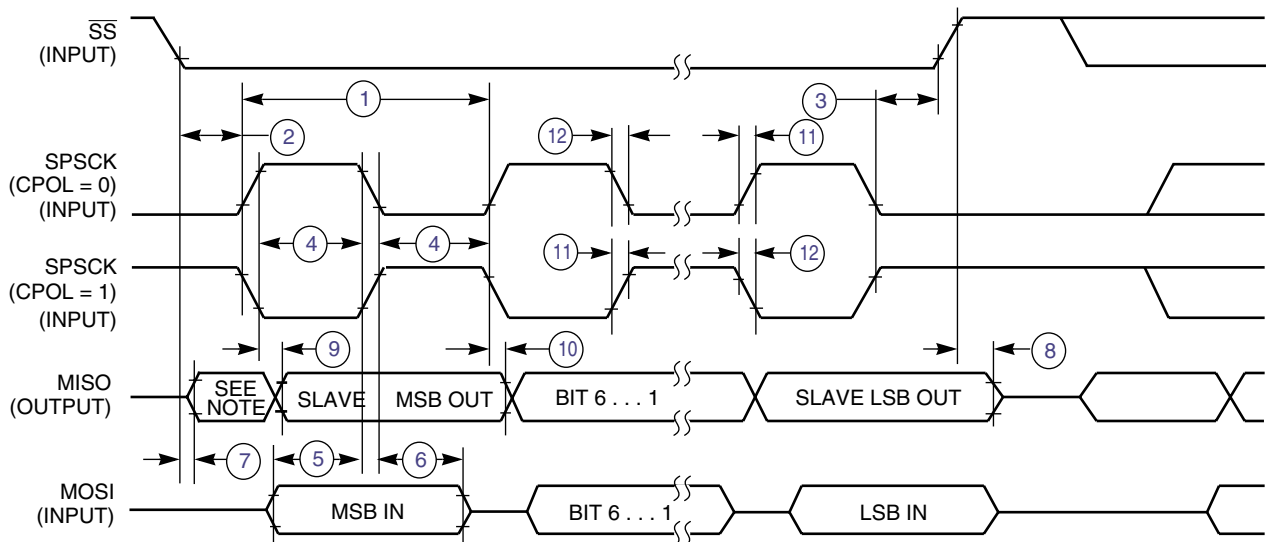 SS
(INPUT)
1
3
2
12
11
SPSCK
(CPOL = 0)
(INPUT)
4
4
11
12
SPSCK
(CPOL = 1)
(INPUT)
9
10
8
MISO
(OUTPUT)
SEE
NOTE
SLAVE
MSB OUT
BIT 6 . . . 1
SLAVE LSB OUT
7
5
6
MOSI
(INPUT)
MSB IN
BIT 6 . . . 1
LSB IN